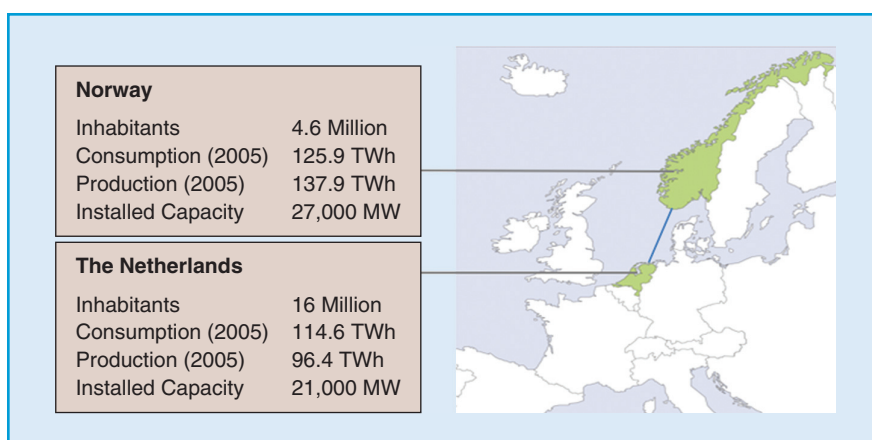 Norway
Inhabitants 4.6 Million
Consumption (2005) 125.9 TWh
Production (2005) 137.9 TWh
Installed Capacity 27,000 MW
The Netherlands
Inhabitants 16 Million
Consumption (2005) 114.6 TWh
Production (2005) 96.4 TWh
Installed Capacity 21,000 MW